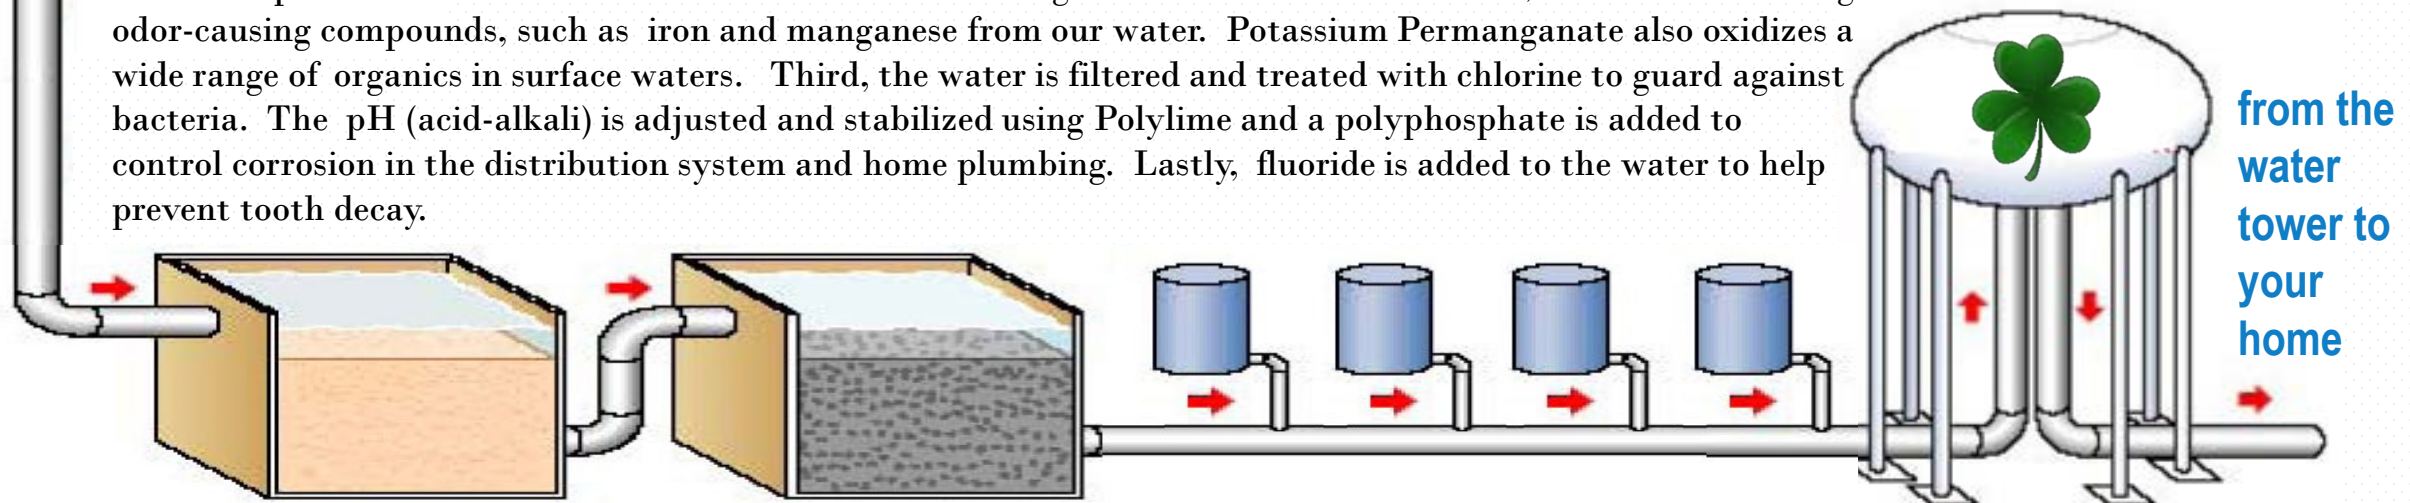 odor-causing compounds, such as iron and manganese from our water. Potassium Permanganate also oxidizes a
wide range of organics in surface waters. Third, the water is filtered and treated with chlorine to guard against
bacteria. The pH (acid-alkali) is adjusted and stabilized using Polylime and a polyphosphate is added to
control corrosion in the distribution system and home plumbing. Lastly, fluoride is added to the water to help
prevent tooth decay.
from the
water
tower to
your
home